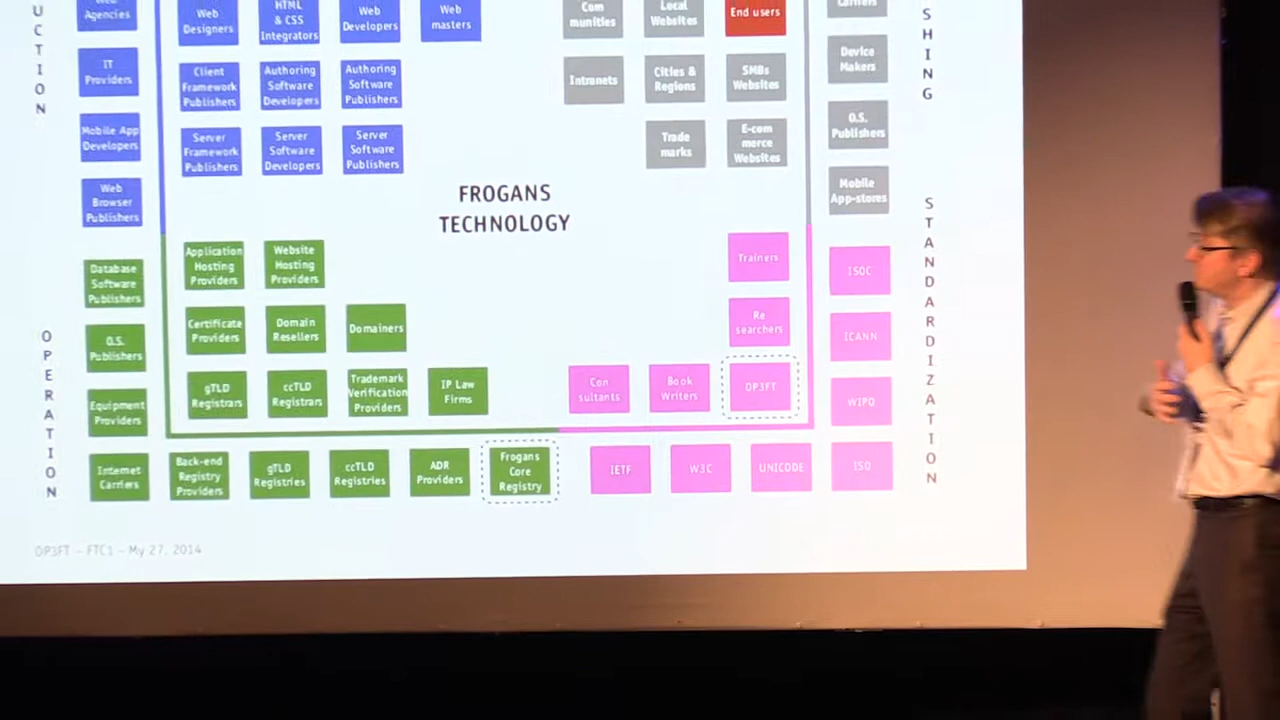 UCTION
Web
Agencies
Web
Designers
HTML
& CSS
Integrators
Web
Developers
Web
masters
Com
munities
Local
Websites
End users
Carriers
SHING
IT
Providers
Client
Framework
Publishers
Authoring
Software
Developers
Authoring
Software
Publishers
Intranets
Cities &
Regions
SMBs
Websites
Device
Makers
Mobile App
Developers
Server
Framework
Publishers
Server
Software
Developers
Server
Software
Publishers
Trade
marks
E-com
merce
Websites
O.S.
Publishers
Web
Browser
Publishers
Mobile
App-stores
FROGANS
TECHNOLOGY
STANDARDIZATION
OPERATION
Database
Software
Publishers
Application
Hosting
Providers
Website
Hosting
Providers
Trainers
ISOC
O.S.
Publishers
Certificate
Providers
Domain
Resellers
Domainers
Re
searchers
ICANN
Equipment
Providers
gTLD
Registrars
ccTLD
Registrars
Trademark
Verification
Providers
IP Law
Firms
Con
sultants
Book
Writers
OP3FT
WIPO
Internet
Carriers
Back-end
Registry
Providers
gTLD
Registries
ccTLD
Registries
ADR
Providers
Frogans
Core
Registry
IETF
W3C
UNICODE
ISO
OP3FT - FTC1 - My 27, 2014